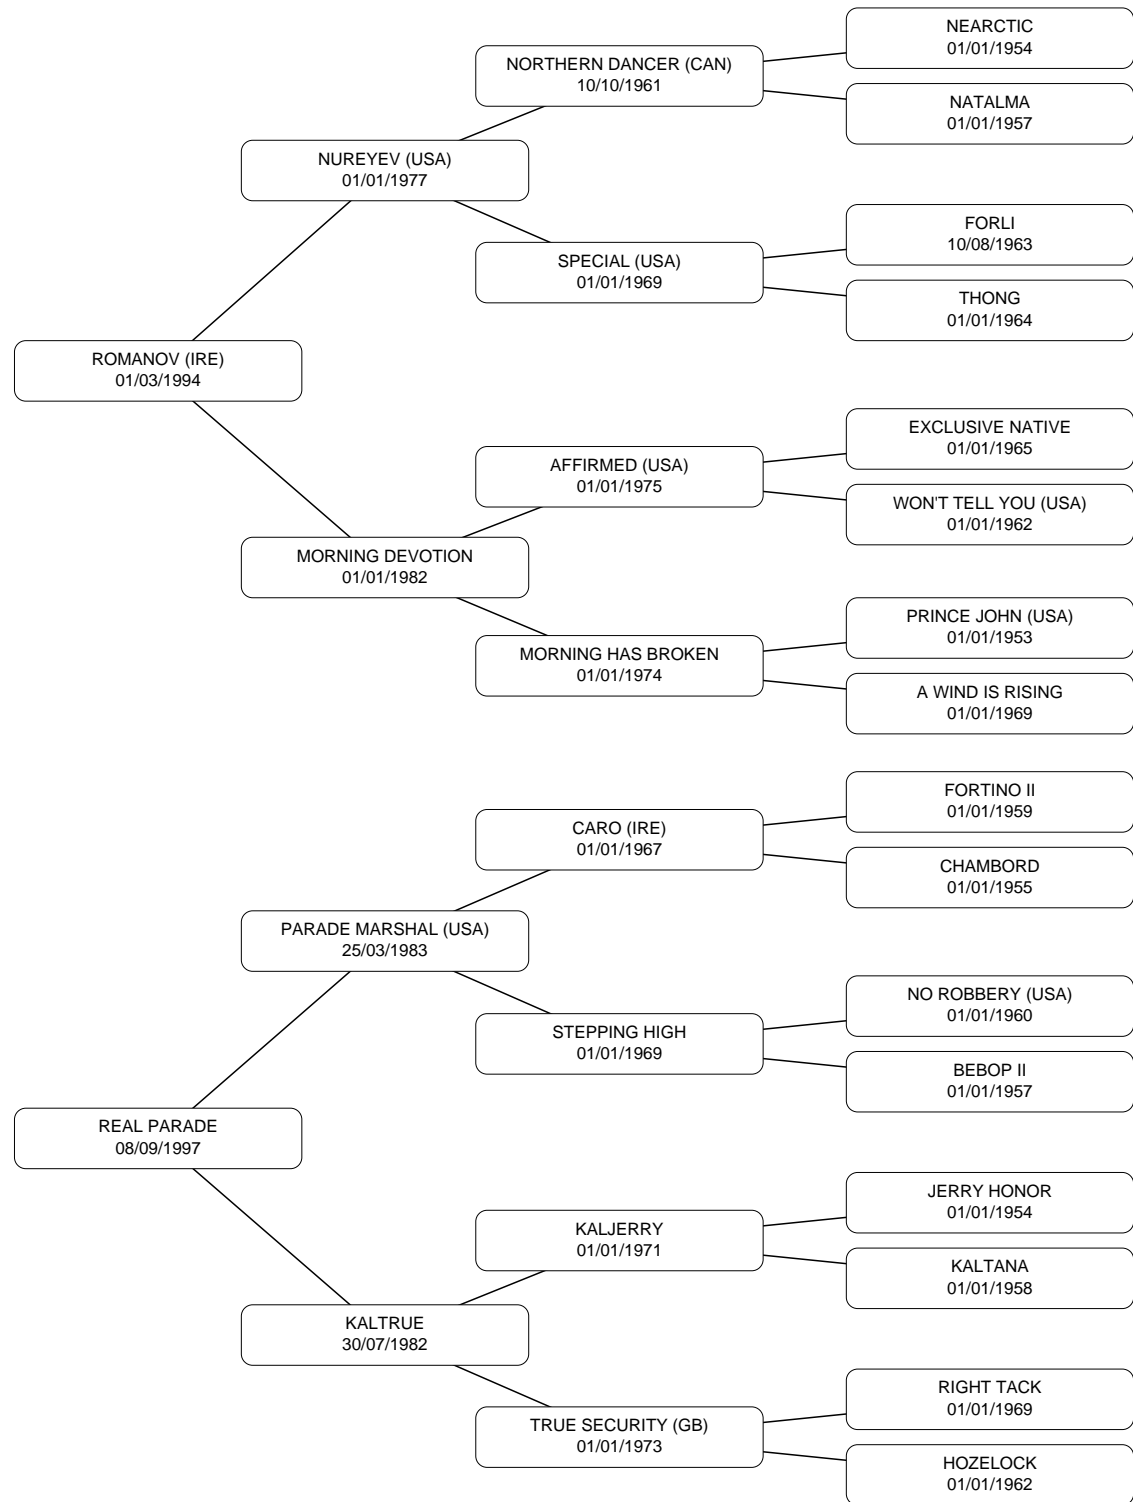 NEARCTIC
01/01/1954
NORTHERN DANCER (CAN)
10/10/1961
NATALMA
01/01/1957
NUREYEV (USA)
01/01/1977
FORLI
10/08/1963
SPECIAL (USA)
01/01/1969
THONG
01/01/1964
ROMANOV (IRE)
01/03/1994
EXCLUSIVE NATIVE
01/01/1965
AFFIRMED (USA)
01/01/1975
WON'T TELL YOU (USA)
01/01/1962
MORNING DEVOTION
01/01/1982
PRINCE JOHN (USA)
01/01/1953
MORNING HAS BROKEN
01/01/1974
A WIND IS RISING
01/01/1969
FORTINO II
01/01/1959
CARO (IRE)
01/01/1967
CHAMBORD
01/01/1955
PARADE MARSHAL (USA)
25/03/1983
NO ROBBERY (USA)
01/01/1960
STEPPING HIGH
01/01/1969
BEBOP II
01/01/1957
REAL PARADE
08/09/1997
JERRY HONOR
01/01/1954
KALJERRY
01/01/1971
KALTANA
01/01/1958
KALTRUE
30/07/1982
RIGHT TACK
01/01/1969
TRUE SECURITY (GB)
01/01/1973
HOZELOCK
01/01/1962